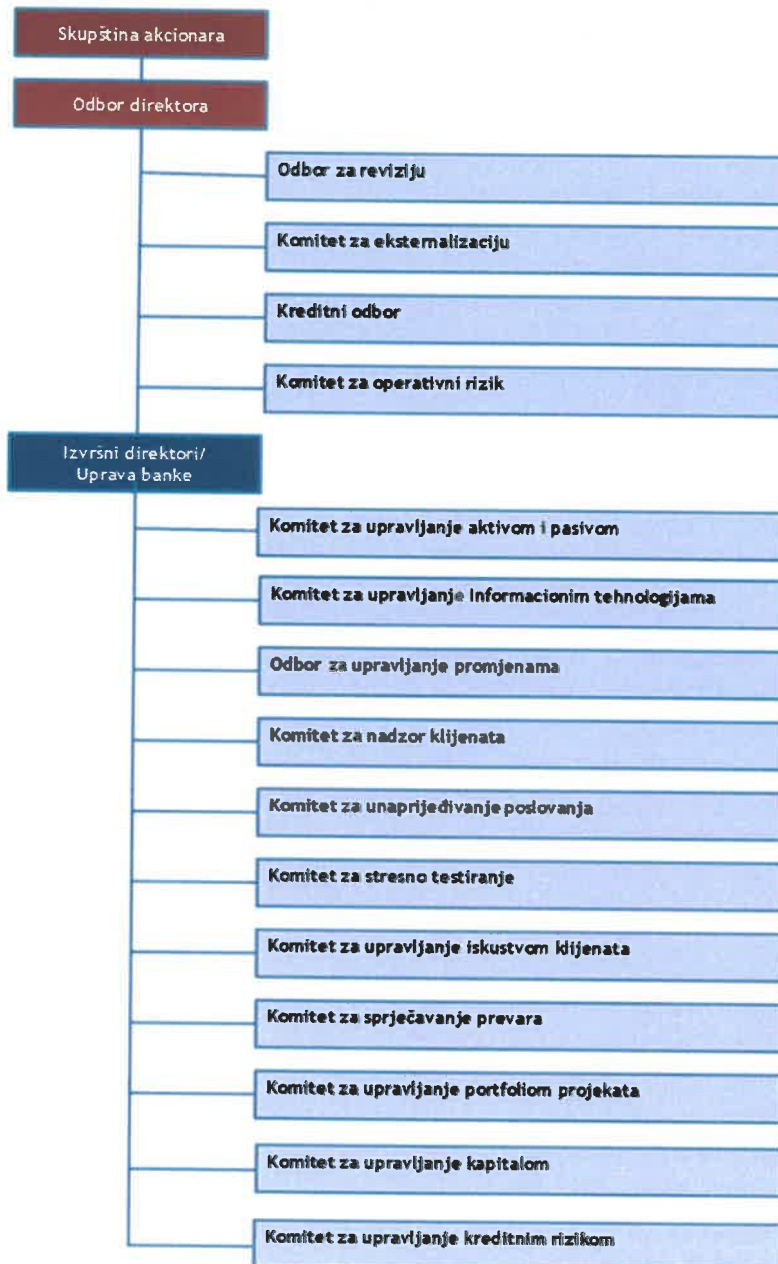 Skupština akcionara
Odbor direktora
Odbor za reviziju
Komitet za eksternalizaciju
Kreditni odbor
Komitet za operativni rizik
Izvršni direktori/
Uprava banke
Komitet za upravljanje aktivom i pasivom
Komitet za upravljanje Informacionim tehnologijama
Odbor za upravljanje promjenama
Komitet za nadzor klijenata
Komitet za unaprijeđivanje poslovanja
Komitet za stresno testiranje
Komitet za upravljanje iskustvom klijenata
Komitet za sprječavanje prevara
Komitet za upravljanje portfoliom projekata
Komitet za upravljanje kapitalom
Komitet za upravljanje kreditnim rizikom